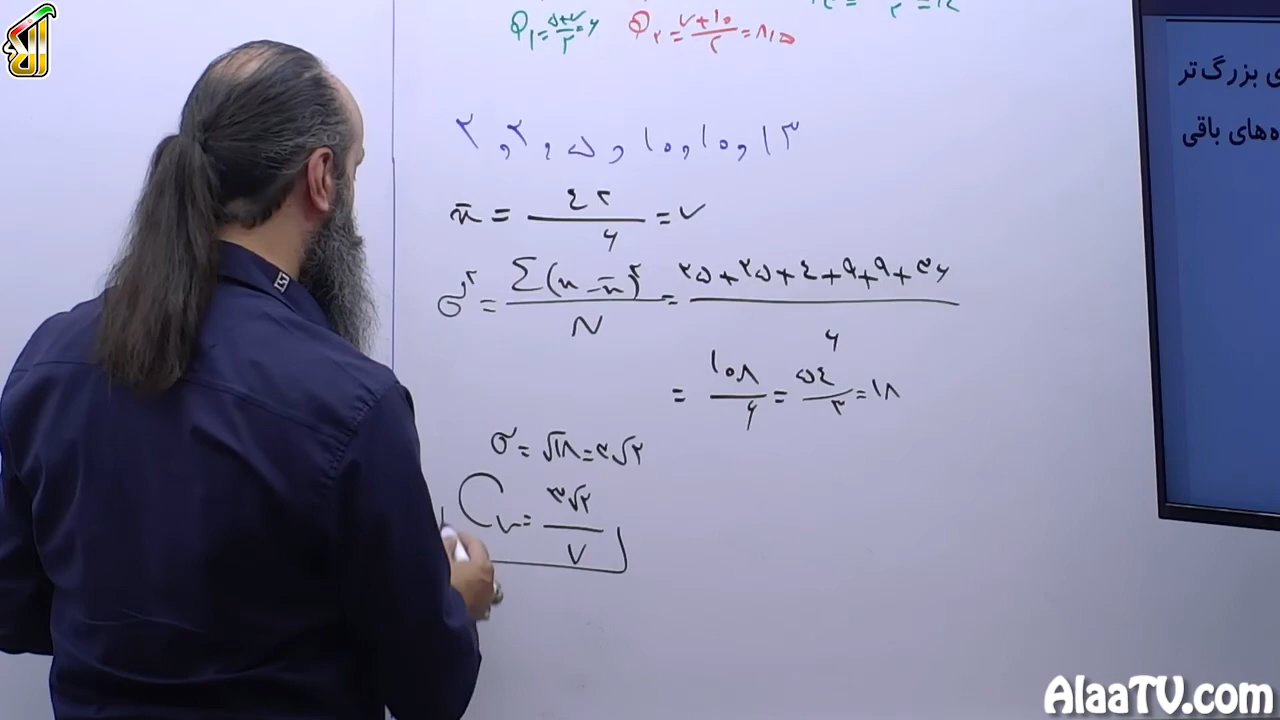 Q₁ = (۵+۷)/۲ = ۶ Q₂ = (۷+۱۰)/۲ = ۸/۵
ی بزرگ‌تر
ه‌های باقی
۲ , ۲ , ۵ , ۱۰ , ۱۰ , ۱۳
x̄ = ۴۲/۶ = ۷
σ² = Σ(x - x̄)²/N = (۲۵+۲۵+۴+۹+۹+۳۶)/۶
= ۱۰۸/۶ = ۵۴/۳ = ۱۸
σ = √۱۸ = ۳√۲
Cᵥ = ۳√۲/۷
AlaaTV.com